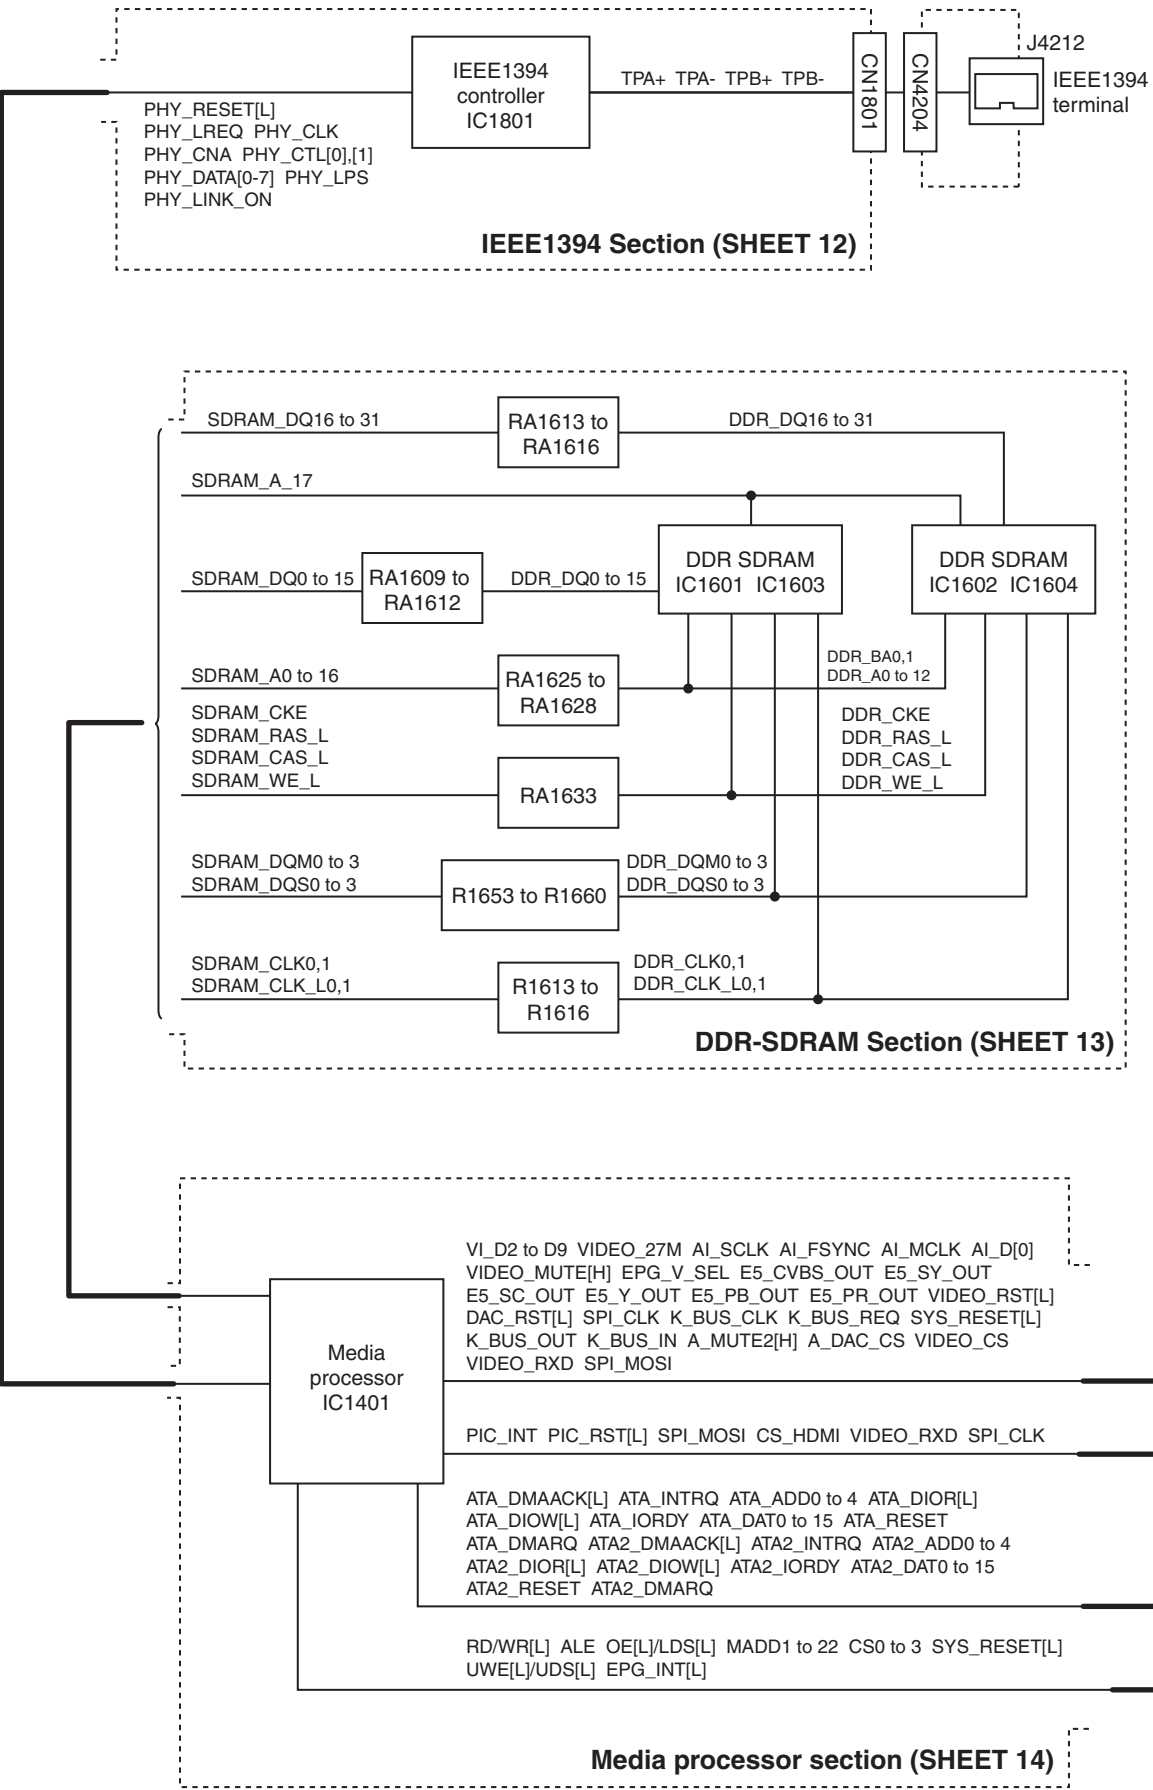 J4212
IEEE1394
terminal
IEEE1394
controller
IC1801
TPA+ TPA- TPB+ TPB-
CN1801
CN4204
PHY_RESET[L]
PHY_LREQ PHY_CLK
PHY_CNA PHY_CTL[0],[1]
PHY_DATA[0-7] PHY_LPS
PHY_LINK_ON
IEEE1394 Section (SHEET 12)
SDRAM_DQ16 to 31
RA1613 to
RA1616
DDR_DQ16 to 31
SDRAM_A_17
DDR SDRAM
IC1601 IC1603
DDR SDRAM
IC1602 IC1604
SDRAM_DQ0 to 15
RA1609 to
RA1612
DDR_DQ0 to 15
SDRAM_A0 to 16
RA1625 to
RA1628
DDR_BA0,1
DDR_A0 to 12
SDRAM_CKE
SDRAM_RAS_L
SDRAM_CAS_L
SDRAM_WE_L
RA1633
DDR_CKE
DDR_RAS_L
DDR_CAS_L
DDR_WE_L
SDRAM_DQM0 to 3
SDRAM_DQS0 to 3
R1653 to R1660
DDR_DQM0 to 3
DDR_DQS0 to 3
SDRAM_CLK0,1
SDRAM_CLK_L0,1
R1613 to
R1616
DDR_CLK0,1
DDR_CLK_L0,1
DDR-SDRAM Section (SHEET 13)
Media
processor
IC1401
VI_D2 to D9 VIDEO_27M AI_SCLK AI_FSYNC AI_MCLK AI_D[0]
VIDEO_MUTE[H] EPG_V_SEL E5_CVBS_OUT E5_SY_OUT
E5_SC_OUT E5_Y_OUT E5_PB_OUT E5_PR_OUT VIDEO_RST[L]
DAC_RST[L] SPI_CLK K_BUS_CLK K_BUS_REQ SYS_RESET[L]
K_BUS_OUT K_BUS_IN A_MUTE2[H] A_DAC_CS VIDEO_CS
VIDEO_RXD SPI_MOSI
PIC_INT PIC_RST[L] SPI_MOSI CS_HDMI VIDEO_RXD SPI_CLK
ATA_DMAACK[L] ATA_INTRQ ATA_ADD0 to 4 ATA_DIOR[L]
ATA_DIOW[L] ATA_IORDY ATA_DAT0 to 15 ATA_RESET
ATA_DMARQ ATA2_DMAACK[L] ATA2_INTRQ ATA2_ADD0 to 4
ATA2_DIOR[L] ATA2_DIOW[L] ATA2_IORDY ATA2_DAT0 to 15
ATA2_RESET ATA2_DMARQ
RD/WR[L] ALE OE[L]/LDS[L] MADD1 to 22 CS0 to 3 SYS_RESET[L]
UWE[L]/UDS[L] EPG_INT[L]
Media processor section (SHEET 14)